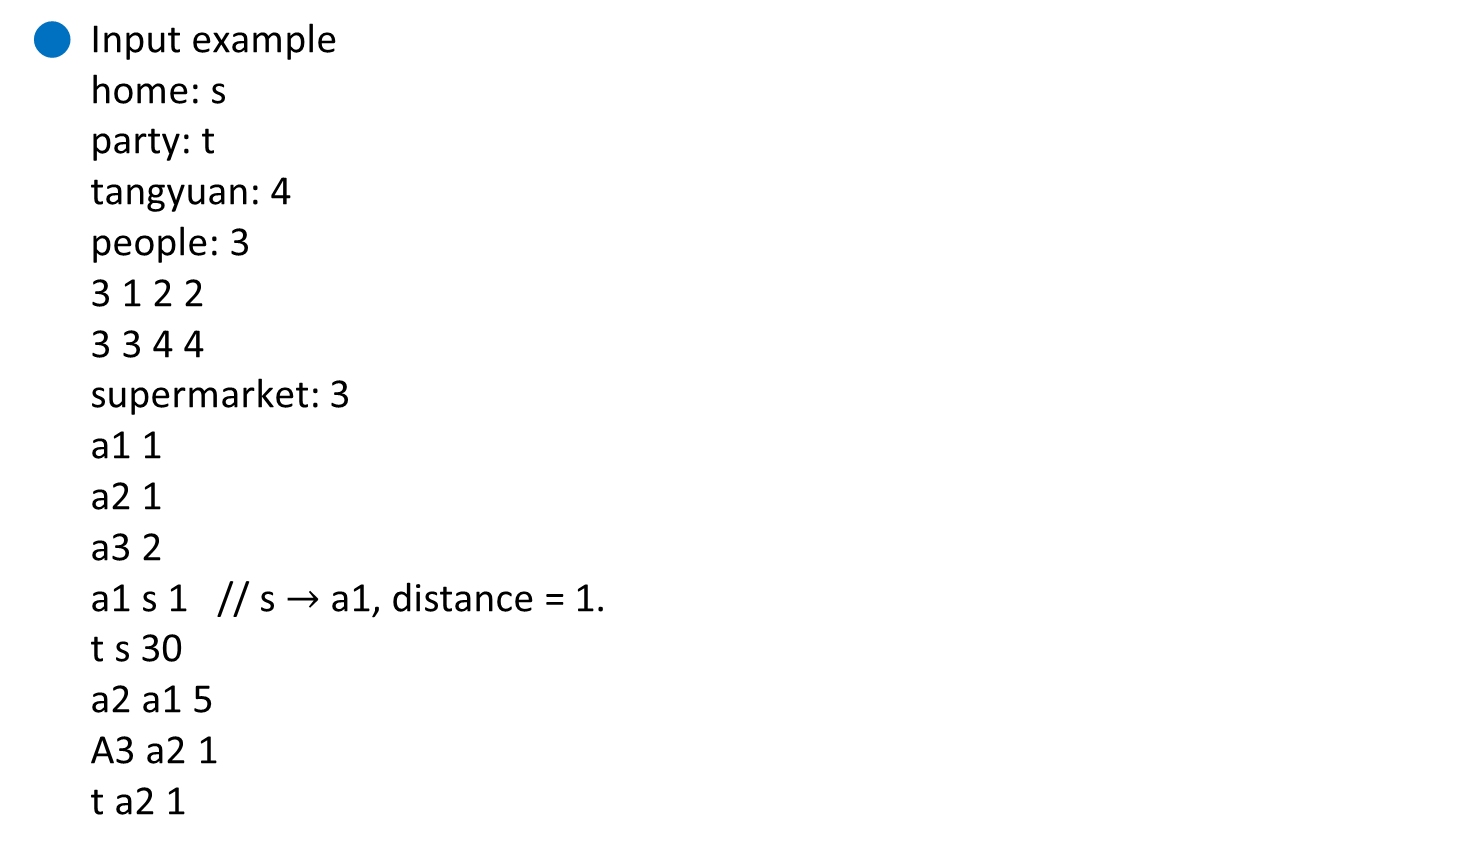 Input example
home: s
party: t
tangyuan: 4
people: 3
3 1 2 2
3 3 4 4
supermarket: 3
a1 1
a2 1
a3 2
a1 s 1 // s → a1, distance = 1.
t s 30
a2 a1 5
A3 a2 1
t a2 1